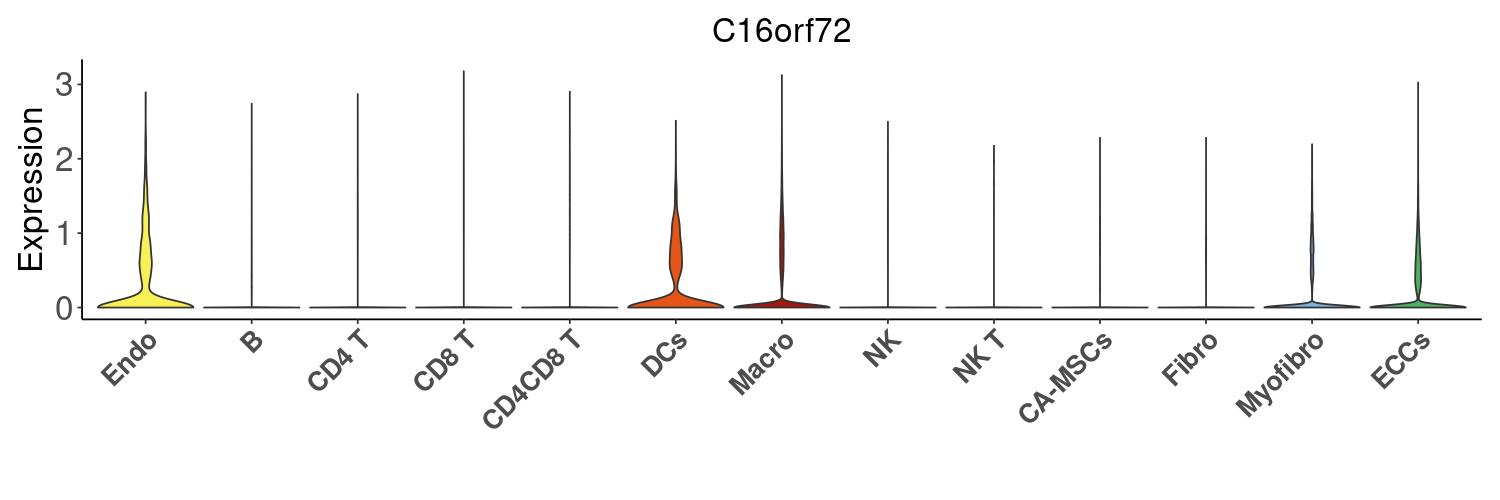 C16orf72
Expression
3
2
1
0
Endo
B
CD4 T
CD8 T
CD4CD8 T
DCs
Macro
NK
NK T
CA-MSCs
Fibro
Myofibro
ECCs